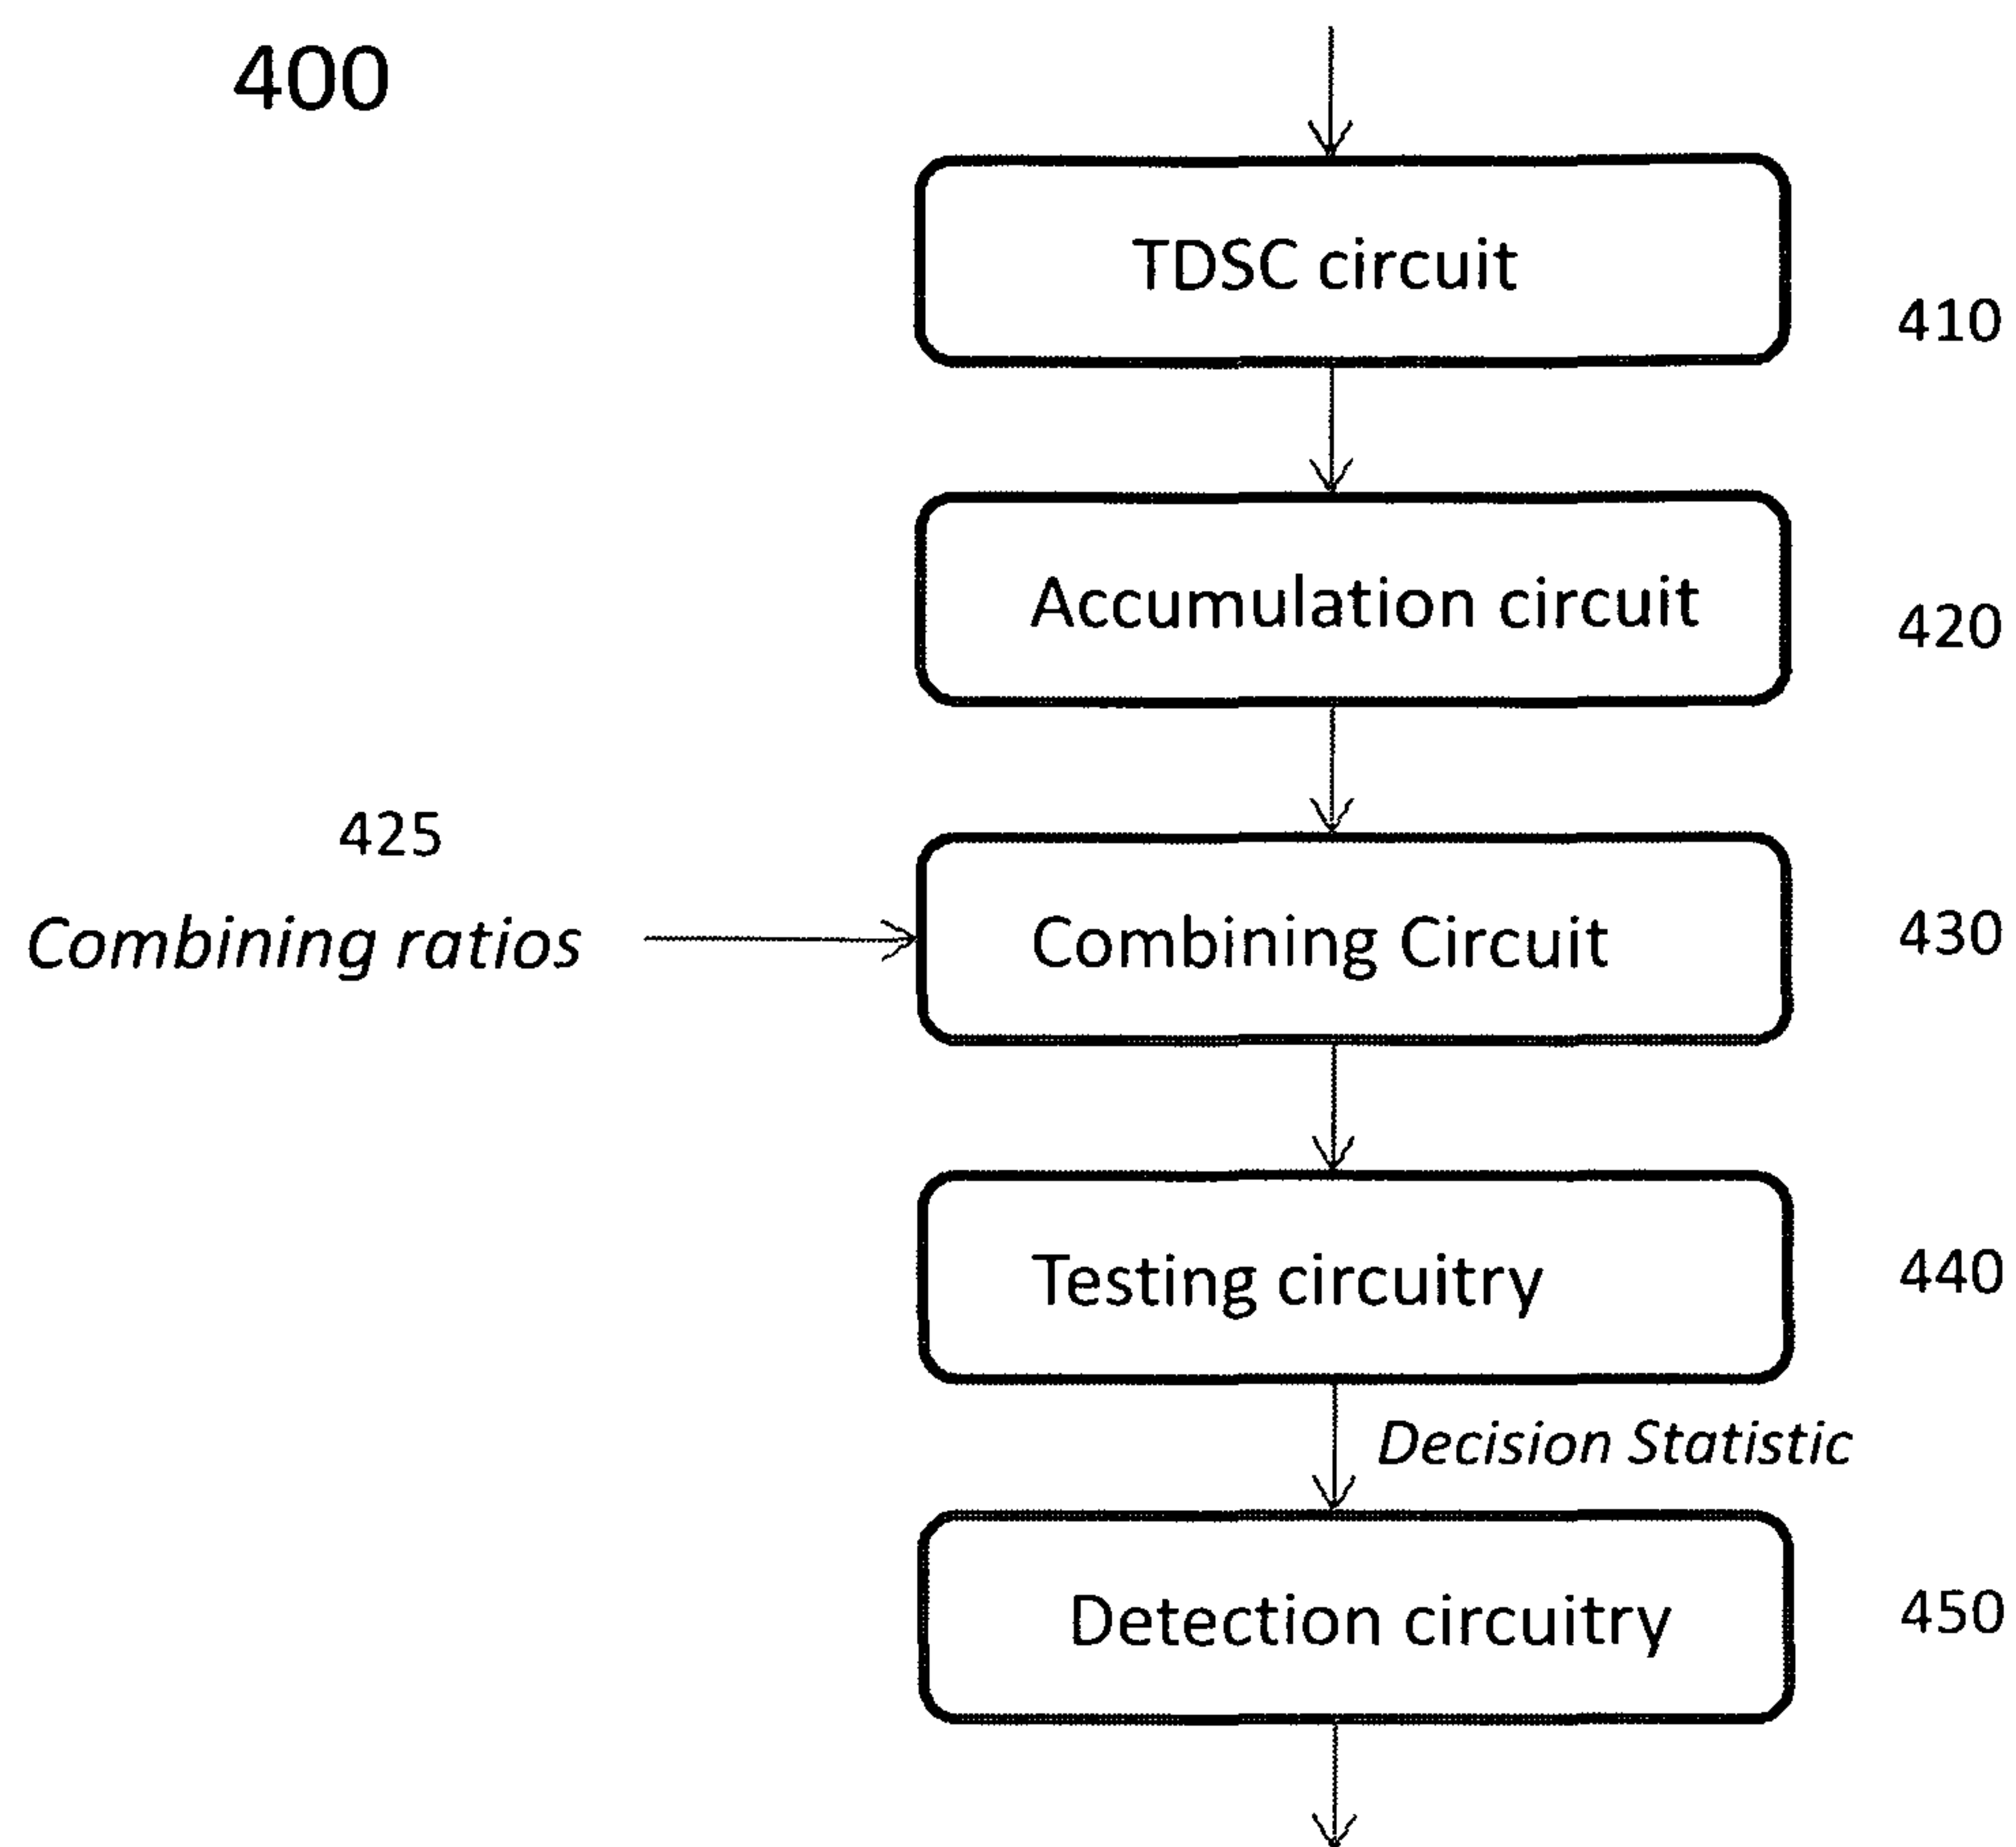 400
TDSC circuit
410
Accumulation circuit
420
425
Combining ratios
Combining Circuit
430
Testing circuitry
440
Decision Statistic
Detection circuitry
450